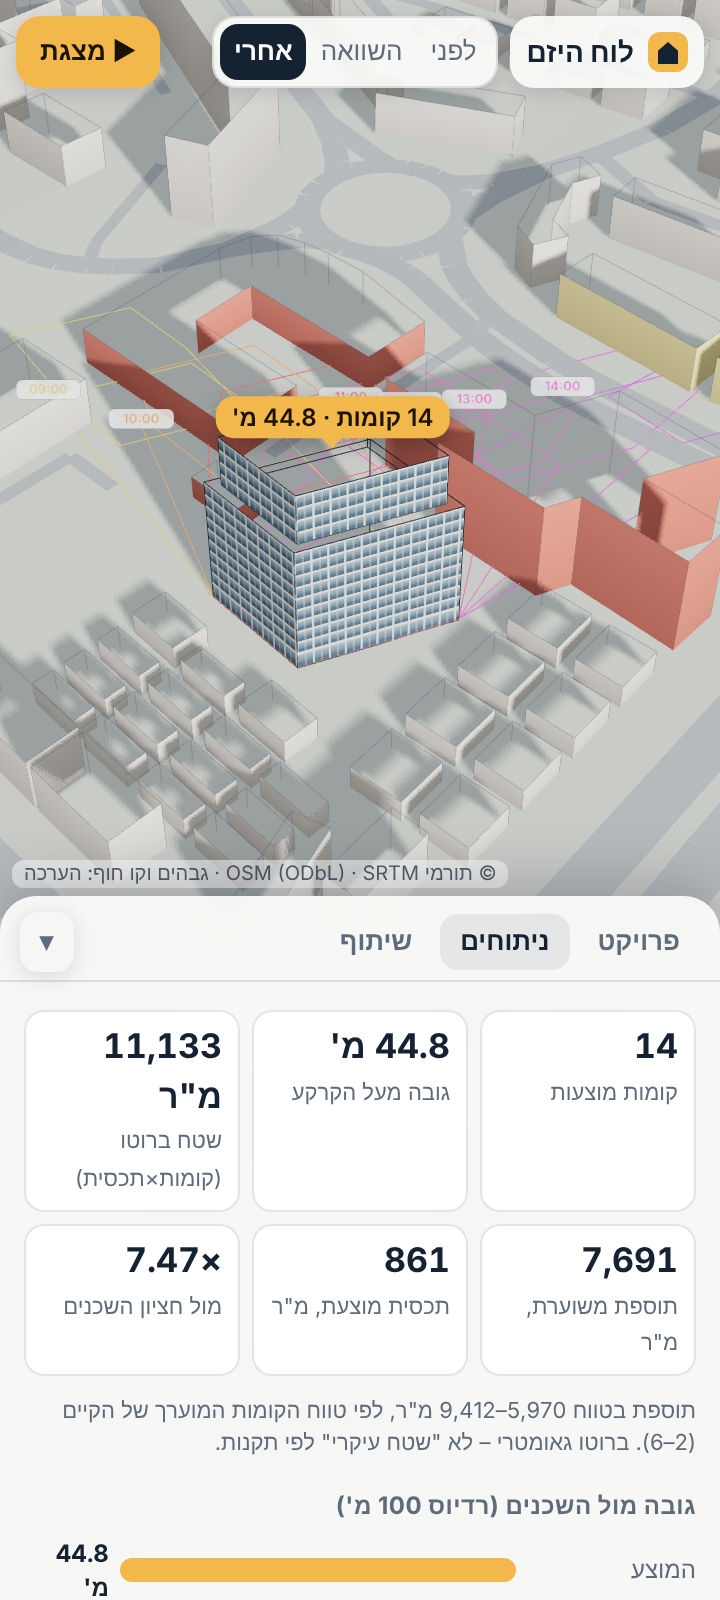 לוח היזם
לפני
השוואה
אחרי
▶ מצגת
09:00
10:00
11:00
13:00
14:00
14 קומות · 44.8 מ'
© תורמי OSM (ODbL) · SRTM · גבהים וקו חוף: הערכה
פרויקט
ניתוחים
שיתוף
▼
14
קומות מוצעות
44.8 מ'
גובה מעל הקרקע
11,133
מ"ר
שטח ברוטו
(קומות×תכסית)
7,691
תוספת משוערת,
מ"ר
861
תכסית מוצעת, מ"ר
×7.47
מול חציון השכנים
תוספת בטווח 5,970–9,412 מ"ר, לפי טווח הקומות המוערך של הקיים
(2–6). ברוטו גאומטרי – לא "שטח עיקרי" לפי תקנות.
גובה מול השכנים (רדיוס 100 מ')
המוצע
44.8
מ'